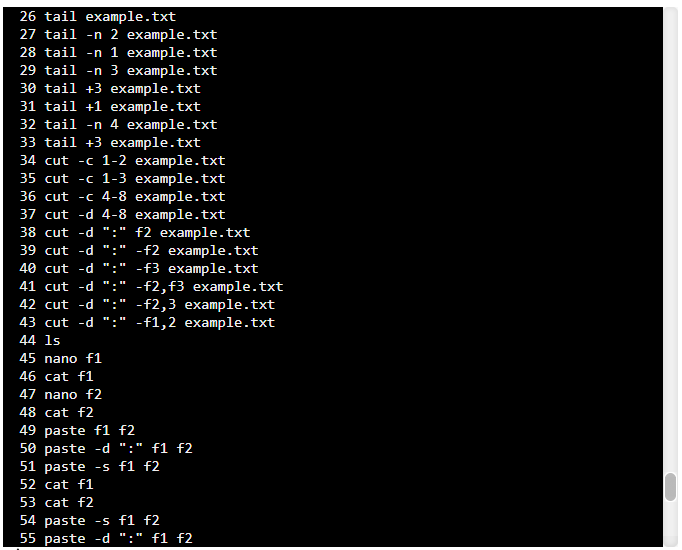 26 tail example.txt
27 tail -n 2 example.txt
28 tail -n 1 example.txt
29 tail -n 3 example.txt
30 tail +3 example.txt
31 tail +1 example.txt
32 tail -n 4 example.txt
33 tail +3 example.txt
34 cut -c 1-2 example.txt
35 cut -c 1-3 example.txt
36 cut -c 4-8 example.txt
37 cut -d 4-8 example.txt
38 cut -d ":" f2 example.txt
39 cut -d ":" -f2 example.txt
40 cut -d ":" -f3 example.txt
41 cut -d ":" -f2,f3 example.txt
42 cut -d ":" -f2,3 example.txt
43 cut -d ":" -f1,2 example.txt
44 ls
45 nano f1
46 cat f1
47 nano f2
48 cat f2
49 paste f1 f2
50 paste -d ":" f1 f2
51 paste -s f1 f2
52 cat f1
53 cat f2
54 paste -s f1 f2
55 paste -d ":" f1 f2